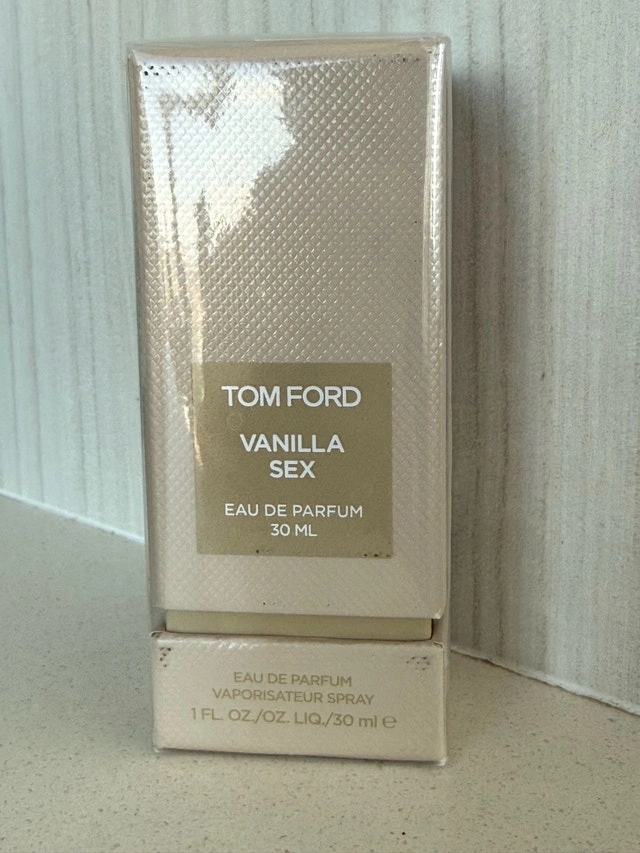 TOM FORD
VANILLA
SEX
EAU DE PARFUM
30 ML
EAU DE PARFUM
VAPORISATEUR SPRAY
1 FL. OZ./OZ. LIQ./30 ml ℮